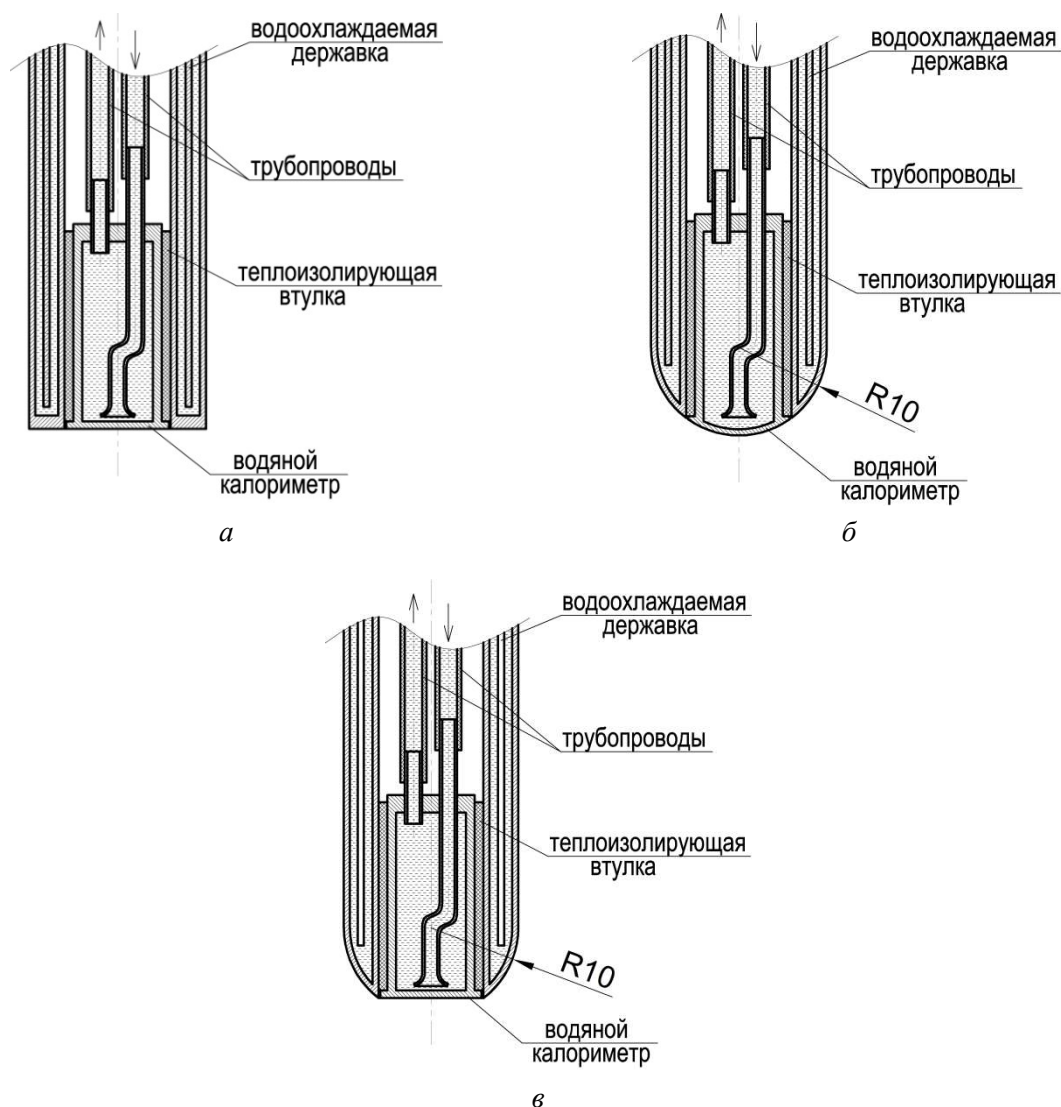 водоохлаждаемая
державка
трубопроводы
теплоизолирующая
втулка
водяной
калориметр
а
водоохлаждаемая
державка
трубопроводы
теплоизолирующая
втулка
R10
водяной
калориметр
б
водоохлаждаемая
державка
трубопроводы
теплоизолирующая
втулка
R10
водяной
калориметр
в